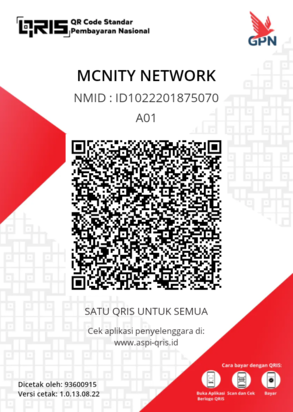 QRIS QR Code Standar
Pembayaran Nasional
GPN
MCNITY NETWORK
NMID : ID1022201875070
A01
SATU QRIS UNTUK SEMUA
Cek aplikasi penyelenggara di:
www.aspi-qris.id
Cara bayar dengan QRIS:
Buka Aplikasi Scan dan Cek Bayar
Berlogo QRIS
Dicetak oleh: 93600915
Versi cetak: 1.0.13.08.22